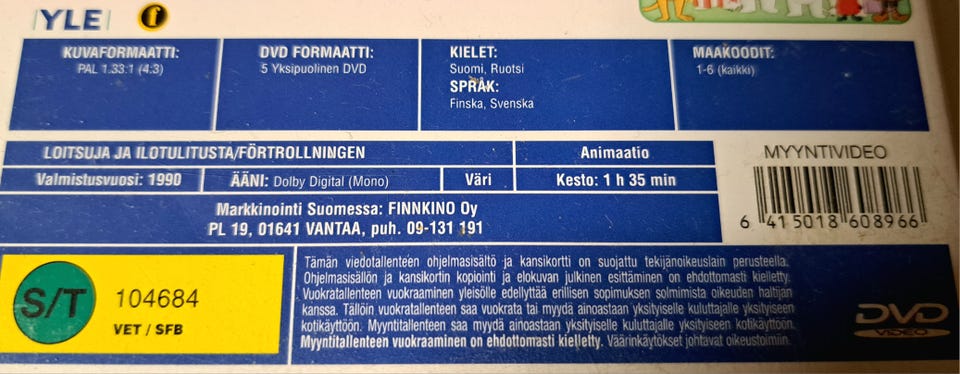 YLE
f
KUVAFORMAATTI:
PAL 1.33:1 (4:3)
DVD FORMAATTI:
5 Yksipuolinen DVD
KIELET:
Suomi, Ruotsi
SPRÅK:
Finska, Svenska
MAAKOODIT:
1-6 (kaikki)
LOITSUJA JA ILOTULITUSTA/FÖRTROLLNINGEN
Animaatio
Valmistusvuosi: 1990
ÄÄNI: Dolby Digital (Mono)
Väri
Kesto: 1 h 35 min
Markkinointi Suomessa: FINNKINO Oy
PL 19, 01641 VANTAA, puh. 09-131 191
MYYNTIVIDEO
6 415018 608966
S/T
104684
VET / SFB
Tämän viedotallenteen ohjelmasisältö ja kansikortti on suojattu tekijänoikeuslain perusteella.
Ohjelmasisällön ja kansikortin kopiointi ja elokuvan julkinen esittäminen on ehdottomasti kielletty.
Vuokratallenteen vuokraaminen yleisölle edellyttää erillisen sopimuksen solmimista oikeuden haltijan
kanssa. Tällöin vuokratallenteen saa vuokrata tai myydä ainoastaan yksityiselle kuluttajalle yksityiseen
kotikäyttöön. Myyntitallenteen saa myydä ainoastaan yksityiselle kuluttajalle yksityiseen kotikäyttöön.
Myyntitallenteen vuokraaminen on ehdottomasti kielletty. Väärinkäytökset johtavat oikeustoimiin.
DVD
VIDEO